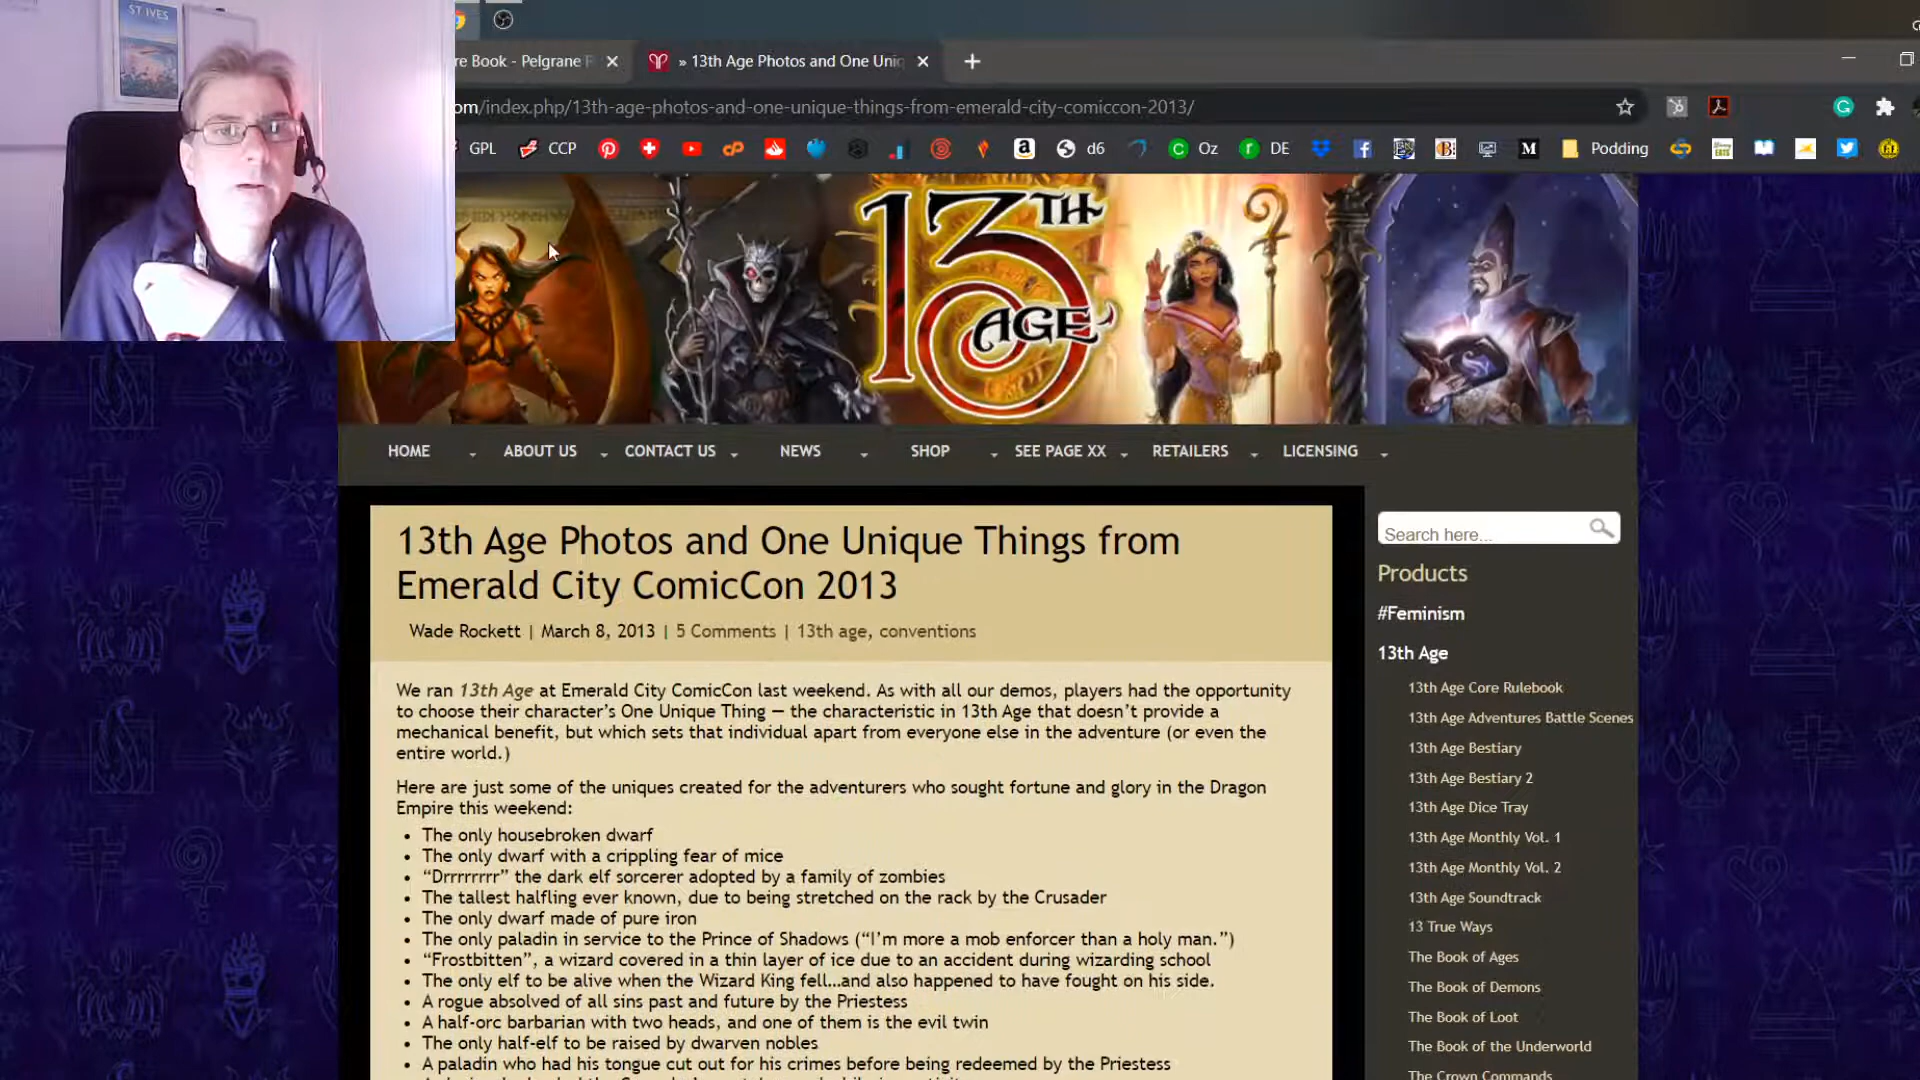 ST IVES
re Book - Pelgrane
» 13th Age Photos and One Uniq
om/index.php/13th-age-photos-and-one-unique-things-from-emerald-city-comiccon-2013/
GPL CCP d6 Oz DE Podding
13TH AGE
HOME ABOUT US CONTACT US NEWS SHOP SEE PAGE XX RETAILERS LICENSING
13th Age Photos and One Unique Things from
Emerald City ComicCon 2013
Wade Rockett | March 8, 2013 | 5 Comments | 13th age, conventions
We ran 13th Age at Emerald City ComicCon last weekend. As with all our demos, players had the opportunity
to choose their character’s One Unique Thing — the characteristic in 13th Age that doesn’t provide a
mechanical benefit, but which sets that individual apart from everyone else in the adventure (or even the
entire world.)
Here are just some of the uniques created for the adventurers who sought fortune and glory in the Dragon
Empire this weekend:
• The only housebroken dwarf
• The only dwarf with a crippling fear of mice
• “Drrrrrrrr” the dark elf sorcerer adopted by a family of zombies
• The tallest halfling ever known, due to being stretched on the rack by the Crusader
• The only dwarf made of pure iron
• The only paladin in service to the Prince of Shadows (“I’m more a mob enforcer than a holy man.”)
• “Frostbitten”, a wizard covered in a thin layer of ice due to an accident during wizarding school
• The only elf to be alive when the Wizard King fell…and also happened to have fought on his side.
• A rogue absolved of all sins past and future by the Priestess
• A half-orc barbarian with two heads, and one of them is the evil twin
• The only half-elf to be raised by dwarven nobles
• A paladin who had his tongue cut out for his crimes before being redeemed by the Priestess
Search here...
Products
#Feminism
13th Age
13th Age Core Rulebook
13th Age Adventures Battle Scenes
13th Age Bestiary
13th Age Bestiary 2
13th Age Dice Tray
13th Age Monthly Vol. 1
13th Age Monthly Vol. 2
13th Age Soundtrack
13 True Ways
The Book of Ages
The Book of Demons
The Book of Loot
The Book of the Underworld
The Crown Commands